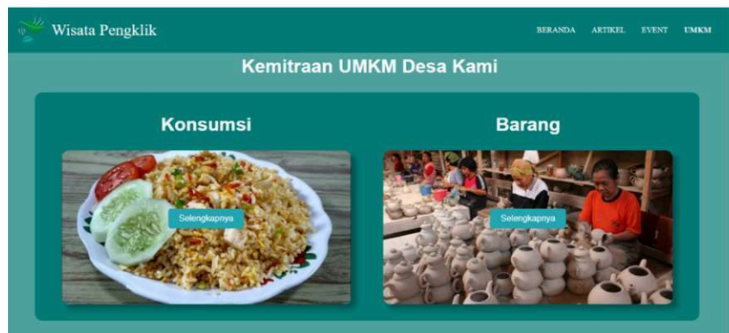 Wisata Pengklik
BERANDA ARTIKEL EVENT UMKM
Kemitraan UMKM Desa Kami
Konsumsi
Barang
Selengkapnya
Selengkapnya